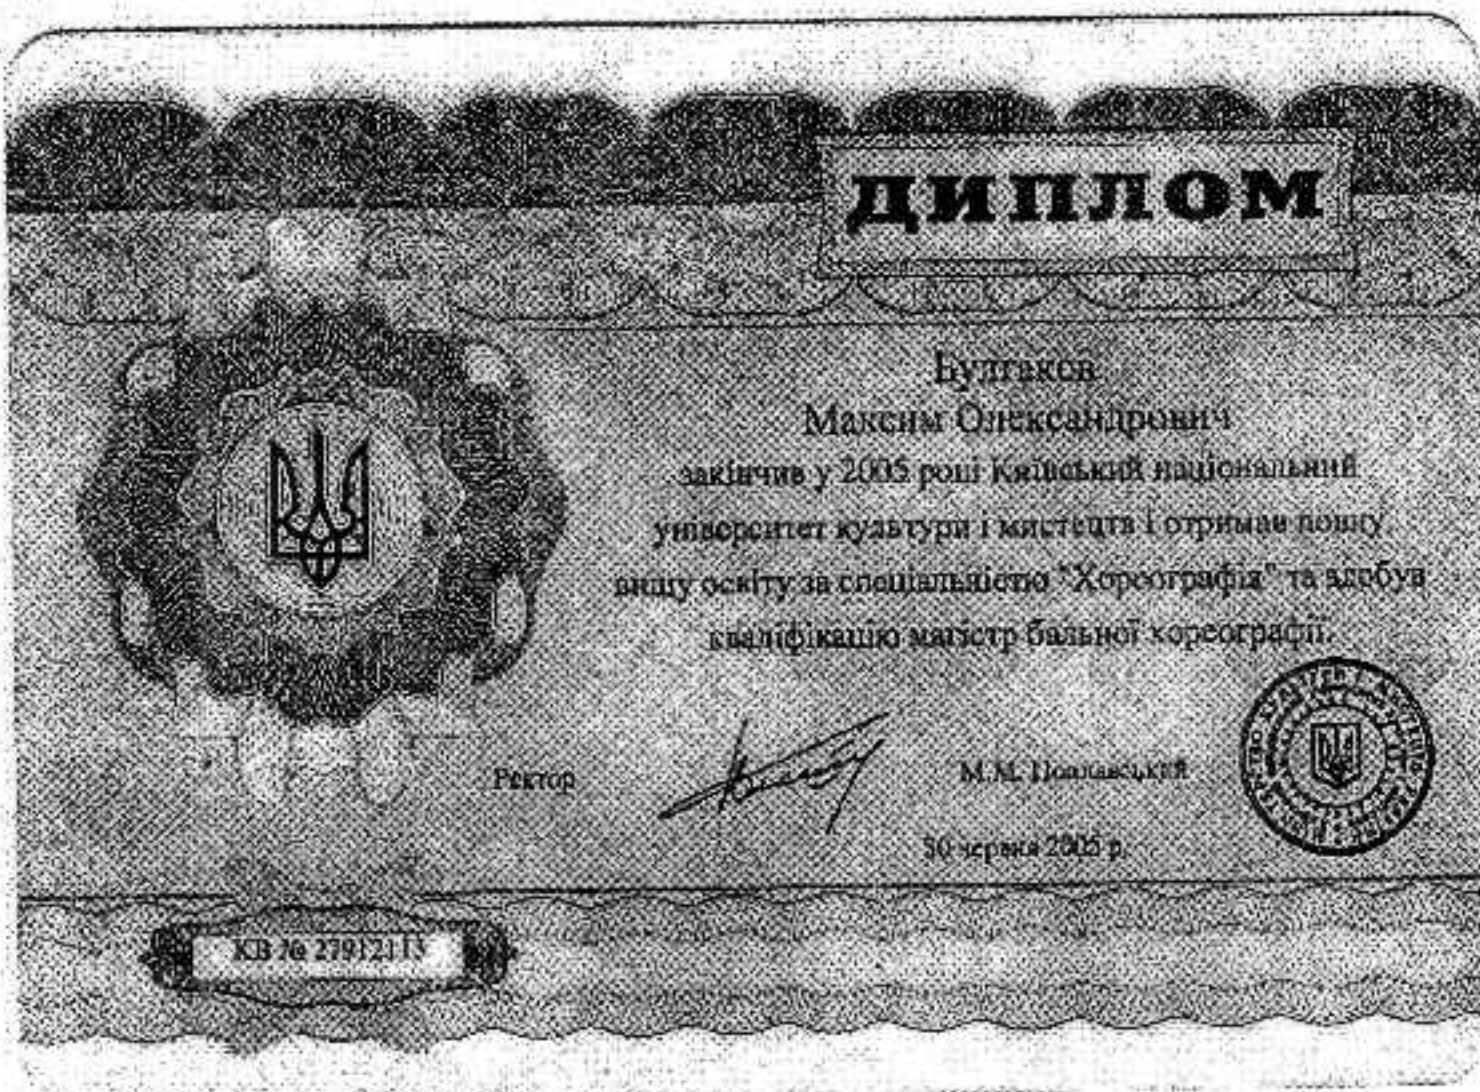 ДИПЛОМ
Булгаков
Максим Олександрович
закінчив у 2005 році Київський національний
університет культури і мистецтв і отримав повну
вищу освіту за спеціальністю "Хореографія" та здобув
кваліфікацію магістр бальної хореографії.
Ректор
М.М. Поплавський
30 червня 2005 р.
КВ № 27912113